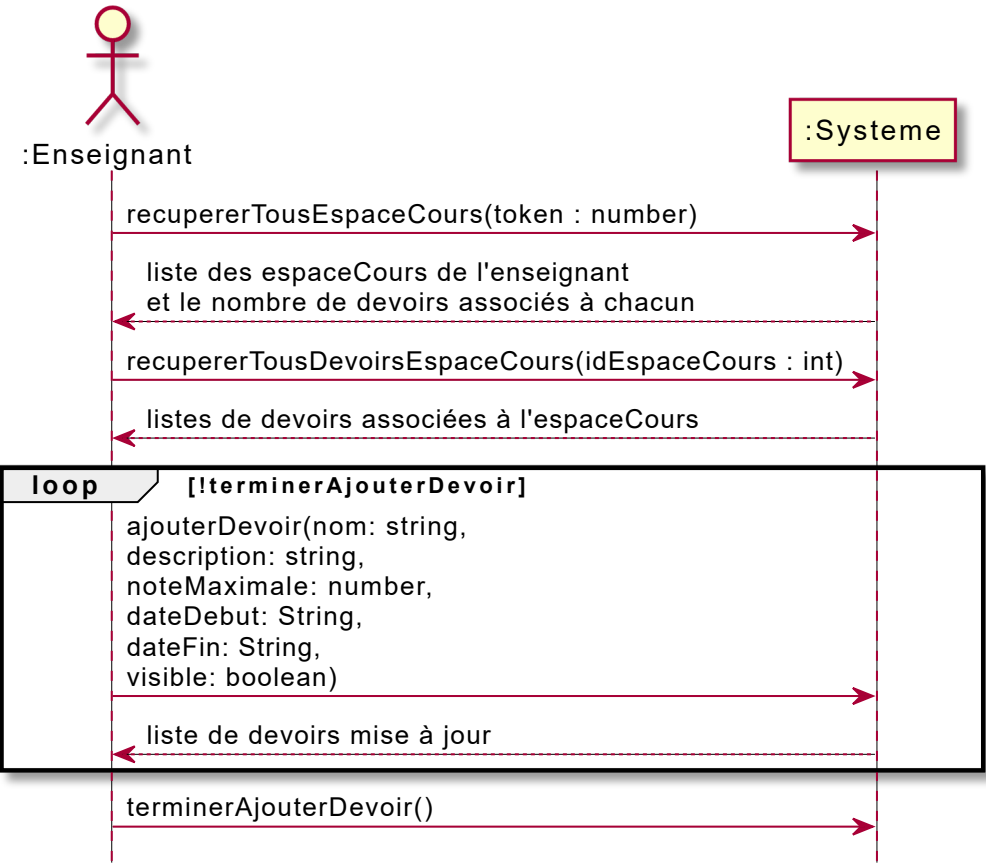 :Enseignant
:Systeme
recupererTousEspaceCours(token : number)
liste des espaceCours de l'enseignant
et le nombre de devoirs associés à chacun
recupererTousDevoirsEspaceCours(idEspaceCours : int)
listes de devoirs associées à l'espaceCours
loop [!terminerAjouterDevoir]
ajouterDevoir(nom: string,
description: string,
noteMaximale: number,
dateDebut: String,
dateFin: String,
visible: boolean)
liste de devoirs mise à jour
terminerAjouterDevoir()